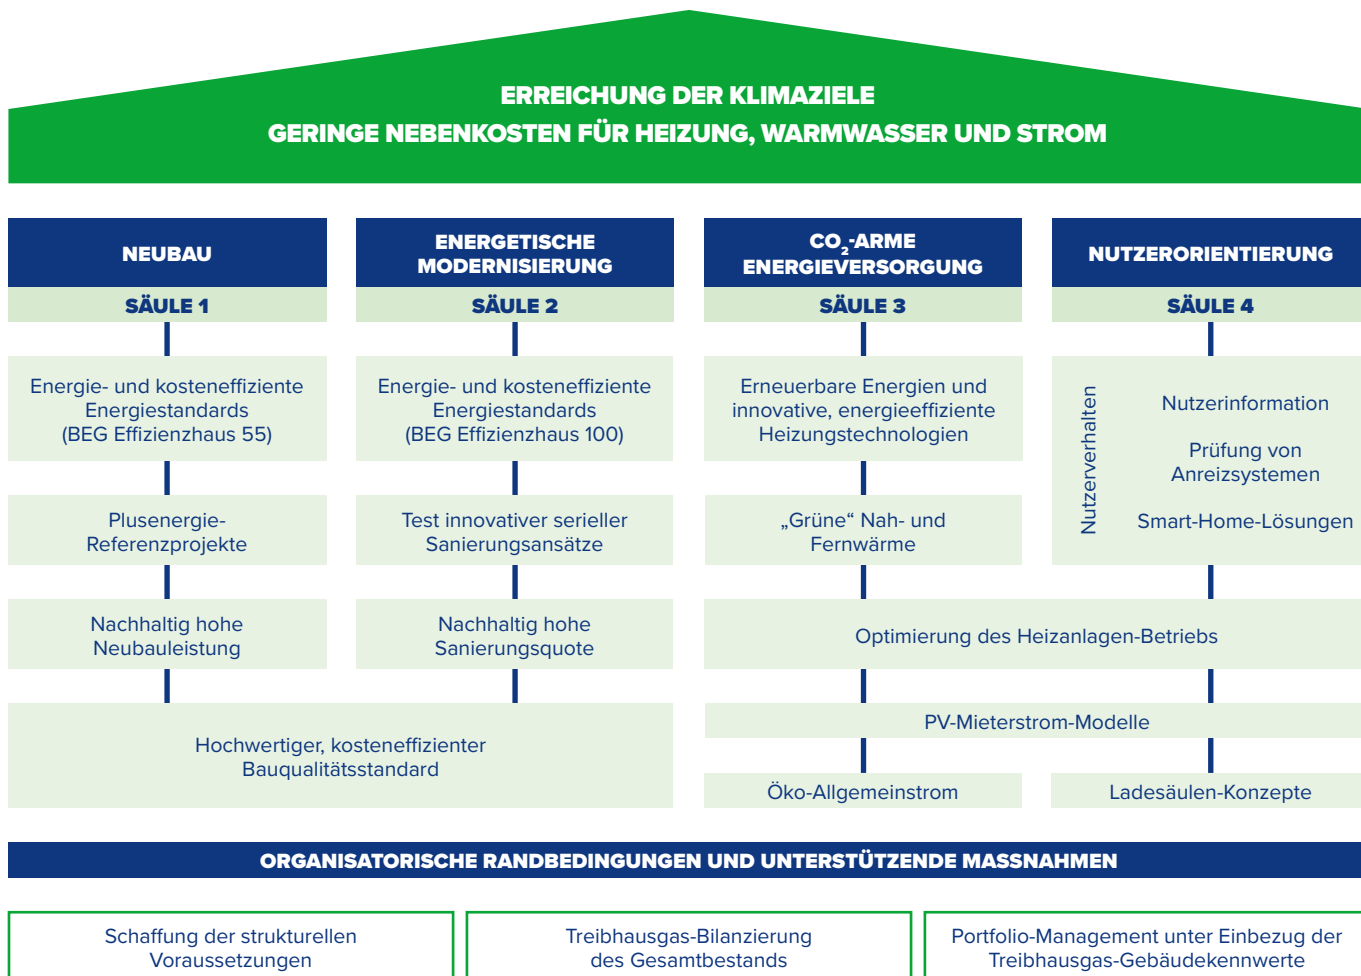 ERREICHUNG DER KLIMAZIELE
GERINGE NEBENKOSTEN FÜR HEIZUNG, WARMWASSER UND STROM
NEUBAU
SÄULE 1
Energie- und kosteneffiziente
Energiestandards
(BEG Effizienzhaus 55)
Plusenergie-
Referenzprojekte
Nachhaltig hohe
Neubauleistung
ENERGETISCHE
MODERNISIERUNG
SÄULE 2
Energie- und kosteneffiziente
Energiestandards
(BEG Effizienzhaus 100)
Test innovativer serieller
Sanierungsansätze
Nachhaltig hohe
Sanierungsquote
Hochwertiger, kosteneffizienter
Bauqualitätsstandard
CO₂-ARME
ENERGIEVERSORGUNG
SÄULE 3
Erneuerbare Energien und
innovative, energieeffiziente
Heizungstechnologien
„Grüne“ Nah- und
Fernwärme
NUTZERORIENTIERUNG
SÄULE 4
Nutzerverhalten
Nutzerinformation
Prüfung von
Anreizsystemen
Smart-Home-Lösungen
Optimierung des Heizanlagen-Betriebs
PV-Mieterstrom-Modelle
Öko-Allgemeinstrom
Ladesäulen-Konzepte
ORGANISATORISCHE RANDBEDINGUNGEN UND UNTERSTÜTZENDE MASSNAHMEN
Schaffung der strukturellen
Voraussetzungen
Treibhausgas-Bilanzierung
des Gesamtbestands
Portfolio-Management unter Einbezug der
Treibhausgas-Gebäudekennwerte